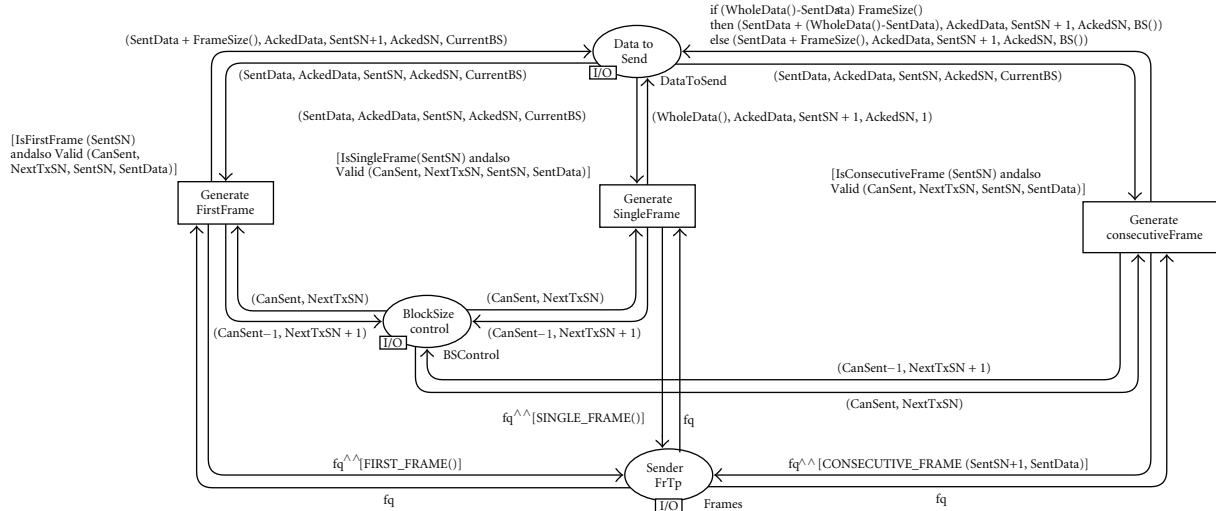 if (WholeData()-SentData) FrameSize()
then (SentData + (WholeData()-SentData), AckedData, SentSN + 1, AckedSN, BS())
else (SentData + FrameSize(), AckedData, SentSN + 1, AckedSN, BS())
(SentData + FrameSize(), AckedData, SentSN+1, AckedSN, CurrentBS)
Data to
Send
I/O
DataToSend
(SentData, AckedData, SentSN, AckedSN, CurrentBS)
(SentData, AckedData, SentSN, AckedSN, CurrentBS)
(SentData, AckedData, SentSN, AckedSN, CurrentBS)
(WholeData(), AckedData, SentSN + 1, AckedSN, 1)
[IsFirstFrame (SentSN)
andalso Valid (CanSent,
NextTxSN, SentSN, SentData)]
[IsSingleFrame(SentSN) andalso
Valid (CanSent, NextTxSN, SentSN, SentData)]
[IsConsecutiveFrame (SentSN) andalso
Valid (CanSent, NextTxSN, SentSN, SentData)]
Generate
FirstFrame
Generate
SingleFrame
Generate
consecutiveFrame
(CanSent, NextTxSN)
(CanSent, NextTxSN)
BlockSize
control
I/O
BSControl
(CanSent−1, NextTxSN + 1)
(CanSent−1, NextTxSN + 1)
(CanSent−1, NextTxSN + 1)
(CanSent, NextTxSN)
fq^^[SINGLE_FRAME()]
fq
fq^^[FIRST_FRAME()]
Sender
FrTp
I/O
Frames
fq^^[CONSECUTIVE_FRAME (SentSN+1, SentData)]
fq
fq